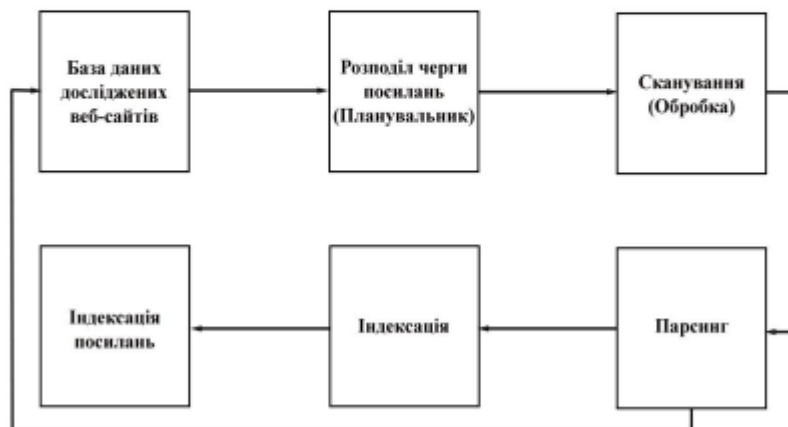 База даних
досліджених
веб-сайтів
Розподіл черги
посилань
(Планувальник)
Сканування
(Обробка)
Індексація
посилань
Індексація
Парсинг